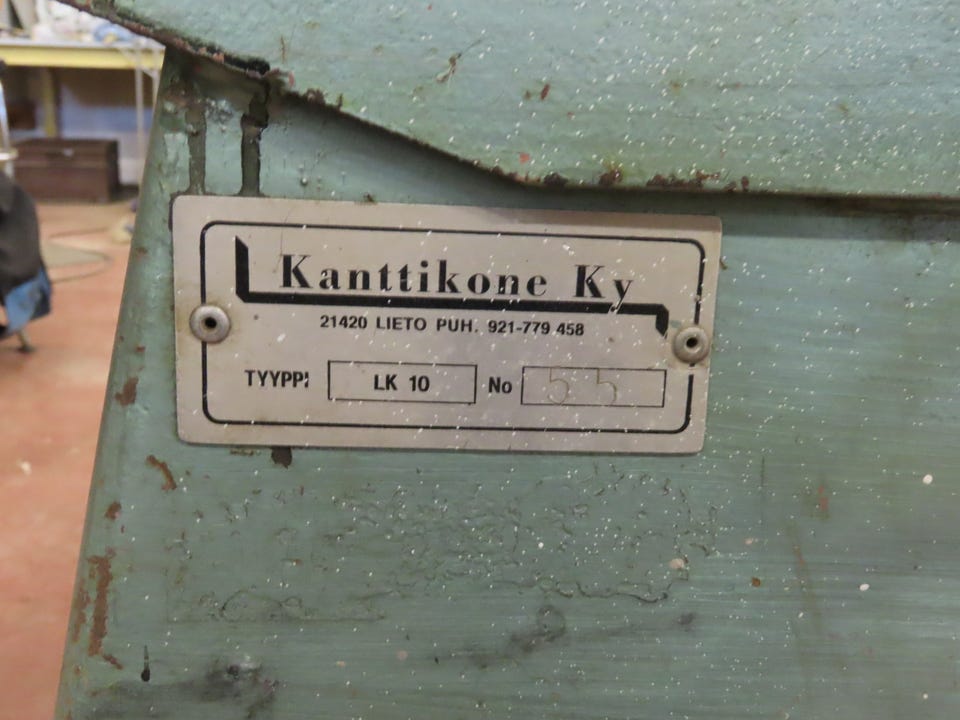 Kanttikone Ky
21420 LIETO PUH. 921-779 458
TYYPPI LK 10 No 55